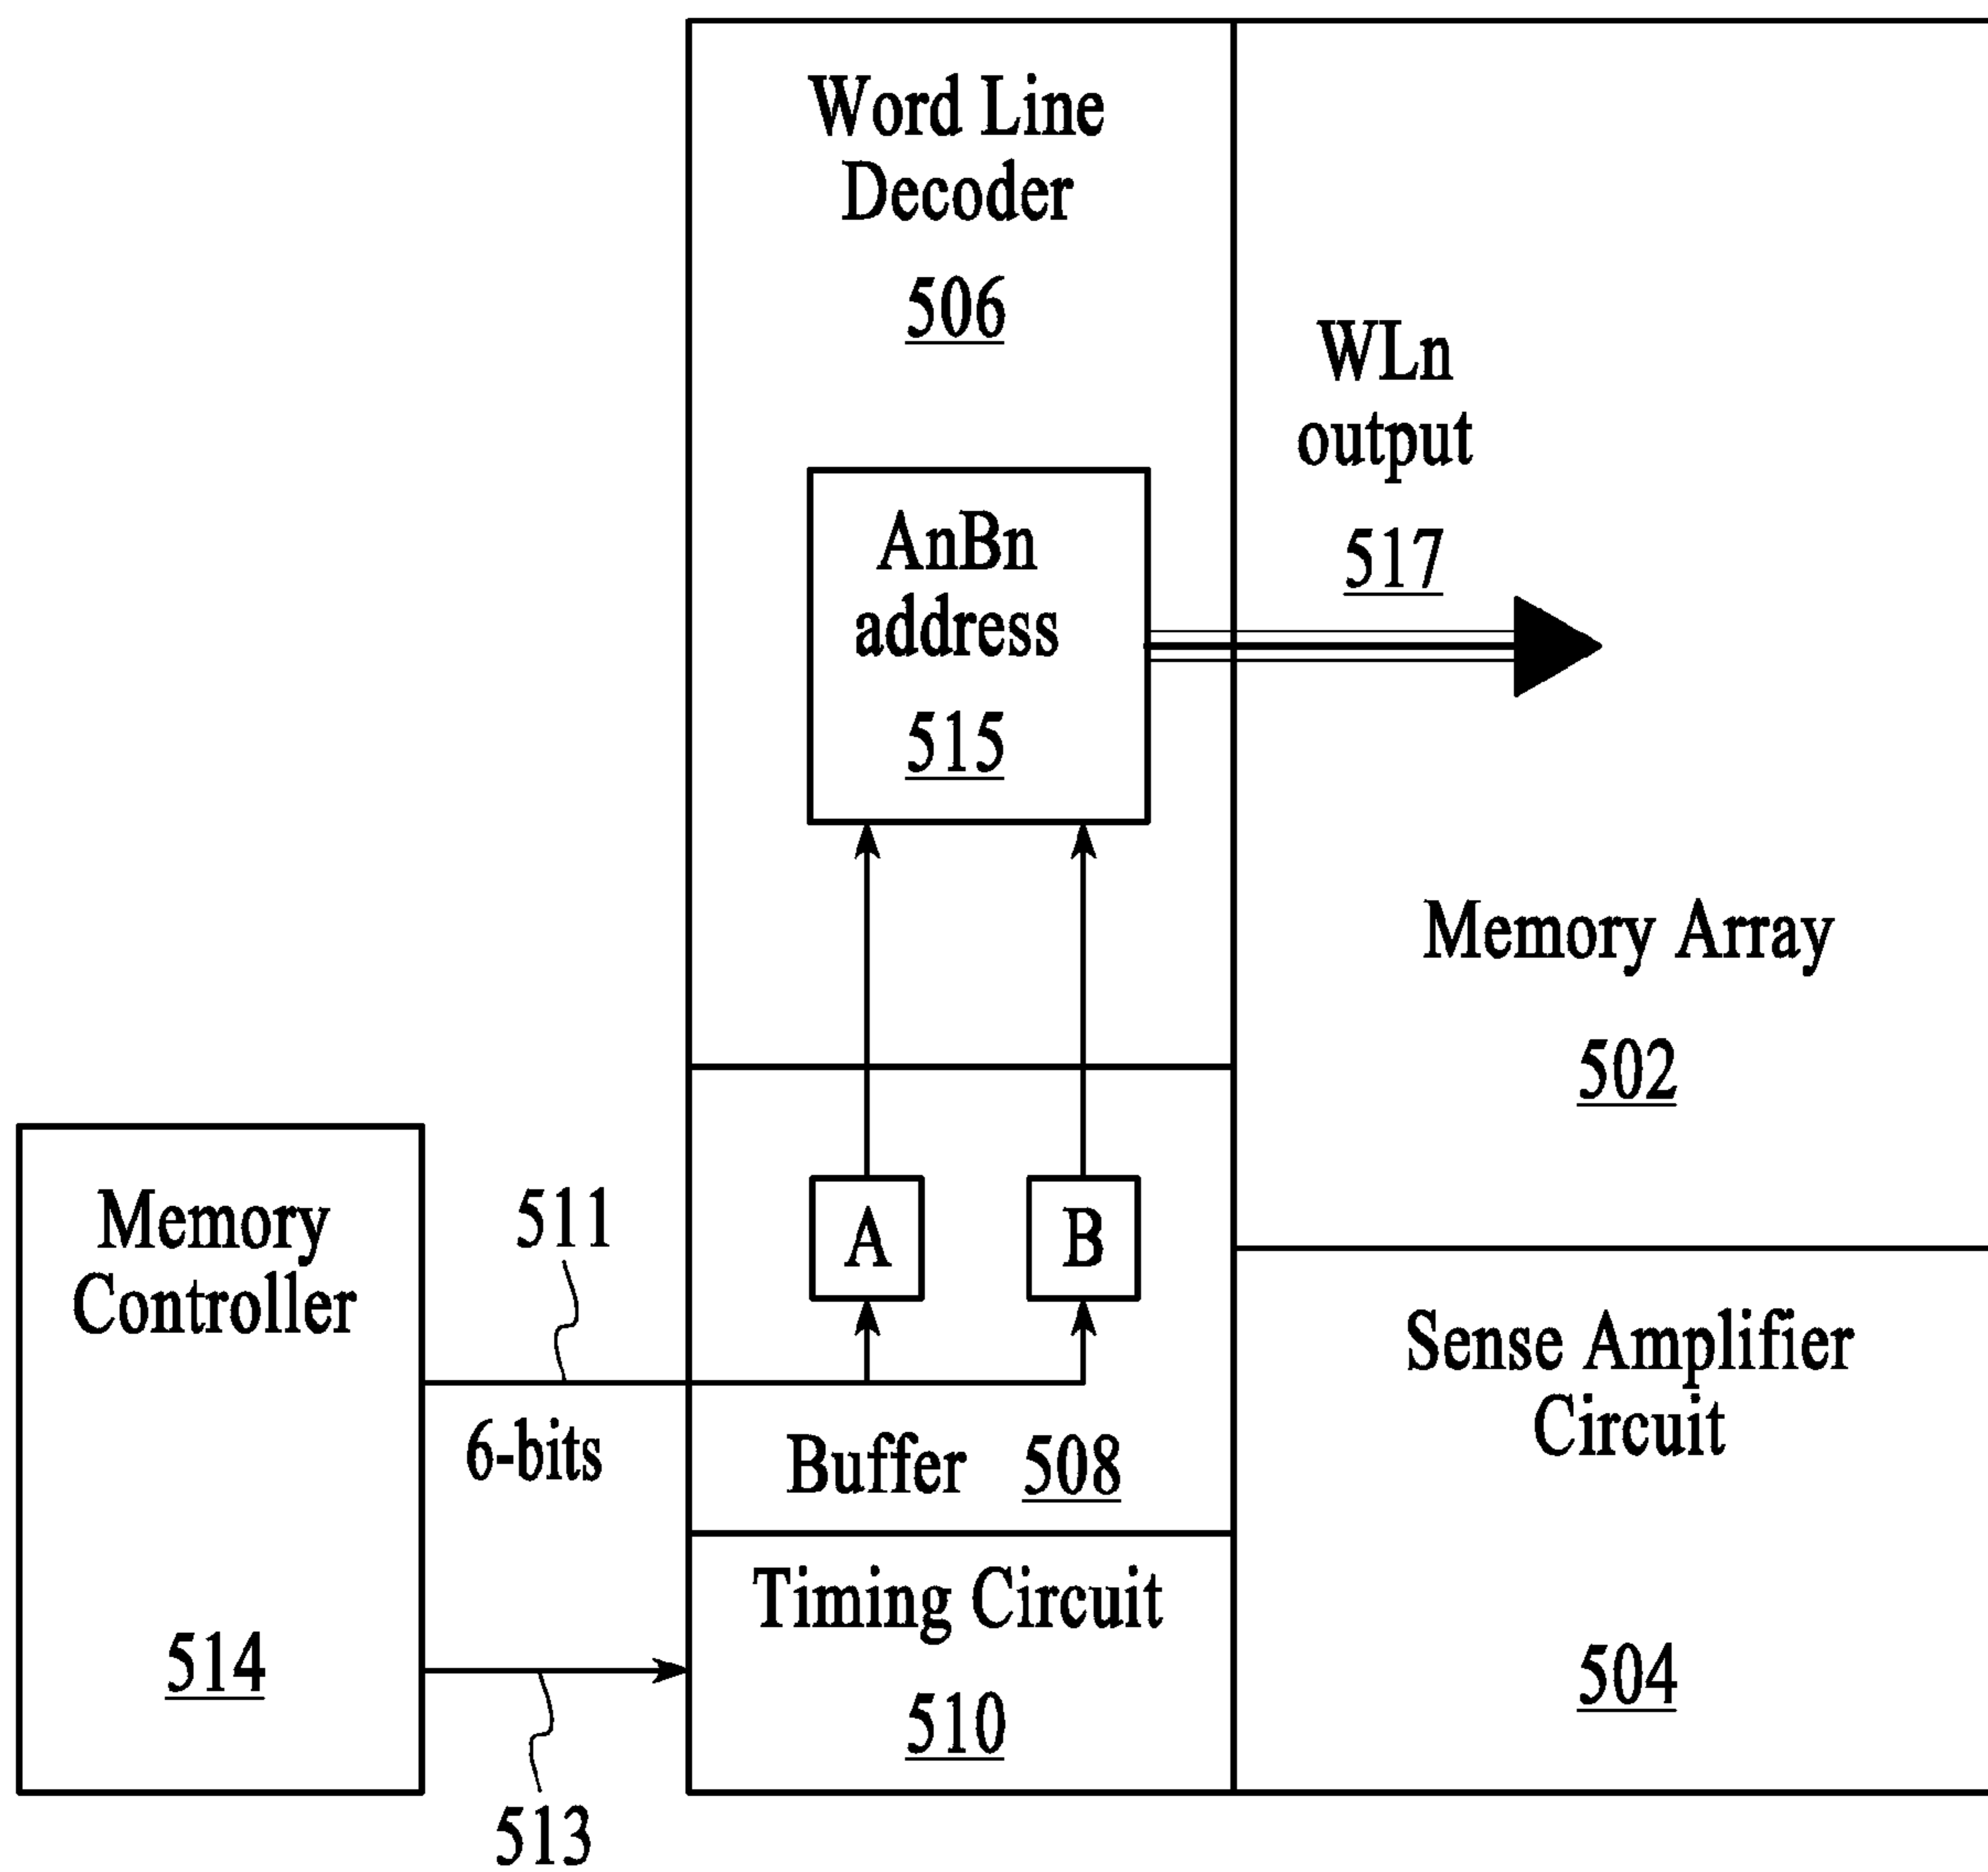 Word Line
Decoder
506
WLn
output
517
AnBn
address
515
Memory Array
502
Memory
Controller
514
511
6-bits
513
A
B
Buffer 508
Timing Circuit
510
Sense Amplifier
Circuit
504